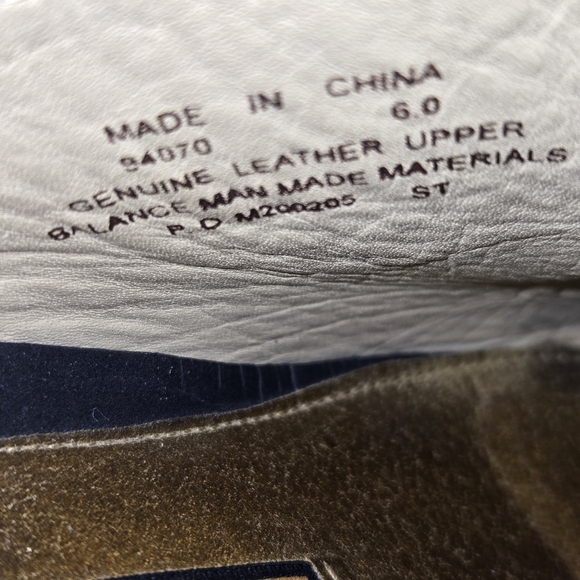 MADE IN CHINA
94070 6.0
GENUINE LEATHER UPPER
BALANCE MAN MADE MATERIALS
P D M200205 ST